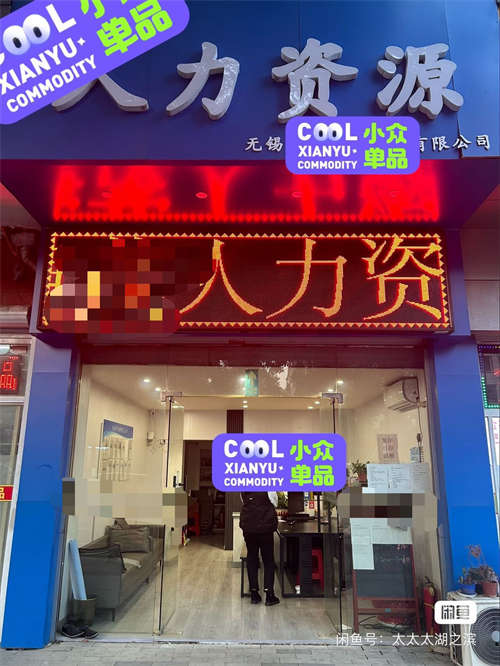 COOL
XIANYU
COMMODITY
小众
单品
人力资源
无锡
有限公司
COOL
XIANYU
COMMODITY
小众
单品
人力资
COOL
XIANYU
COMMODITY
小众
单品
闲鱼
闲鱼号：太太太湖之滨